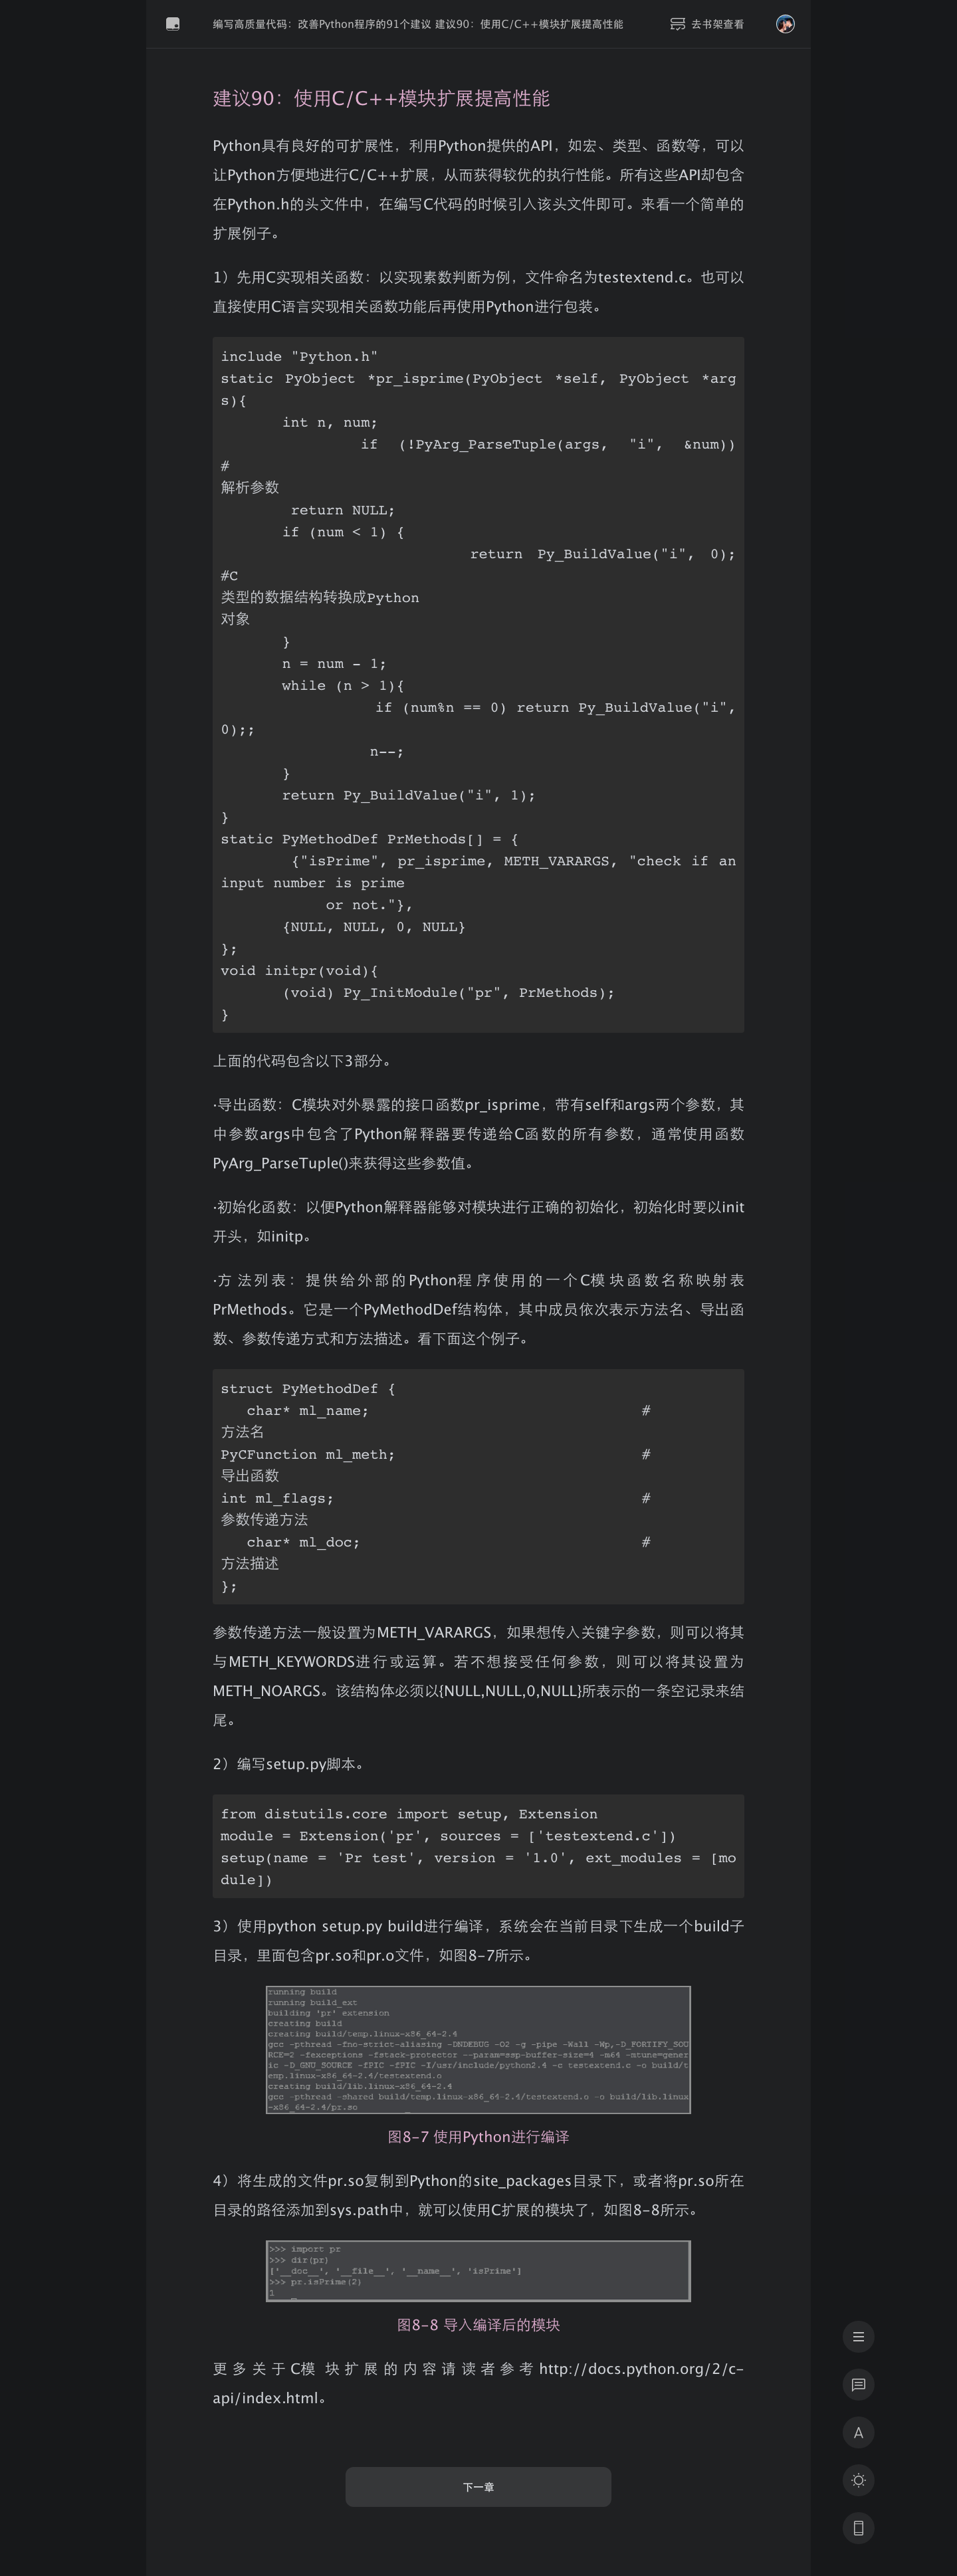 编写高质量代码：改善Python程序的91个建议 建议90：使用C/C++模块扩展提高性能
去书架查看
建议90：使用C/C++模块扩展提高性能
Python具有良好的可扩展性，利用Python提供的API，如宏、类型、函数等，可以
让Python方便地进行C/C++扩展，从而获得较优的执行性能。所有这些API却包含
在Python.h的头文件中，在编写C代码的时候引入该头文件即可。来看一个简单的
扩展例子。
1）先用C实现相关函数：以实现素数判断为例，文件命名为testextend.c。也可以
直接使用C语言实现相关函数功能后再使用Python进行包装。
include "Python.h"
static PyObject *pr_isprime(PyObject *self, PyObject *arg
s){
int n, num;
if (!PyArg_ParseTuple(args, "i", &num))
#
解析参数
return NULL;
if (num < 1) {
return Py_BuildValue("i", 0);
#C
类型的数据结构转换成Python
对象
}
n = num - 1;
while (n > 1){
if (num%n == 0) return Py_BuildValue("i",
0);;
n--;
}
return Py_BuildValue("i", 1);
}
static PyMethodDef PrMethods[] = {
{"isPrime", pr_isprime, METH_VARARGS, "check if an
input number is prime
or not."},
{NULL, NULL, 0, NULL}
};
void initpr(void){
(void) Py_InitModule("pr", PrMethods);
}
上面的代码包含以下3部分。
·导出函数：C模块对外暴露的接口函数pr_isprime，带有self和args两个参数，其
中参数args中包含了Python解释器要传递给C函数的所有参数，通常使用函数
PyArg_ParseTuple()来获得这些参数值。
·初始化函数：以便Python解释器能够对模块进行正确的初始化，初始化时要以init
开头，如initp。
·方法列表：提供给外部的Python程序使用的一个C模块函数名称映射表
PrMethods。它是一个PyMethodDef结构体，其中成员依次表示方法名、导出函
数、参数传递方式和方法描述。看下面这个例子。
struct PyMethodDef {
char* ml_name; #
方法名
PyCFunction ml_meth; #
导出函数
int ml_flags; #
参数传递方法
char* ml_doc; #
方法描述
};
参数传递方法一般设置为METH_VARARGS，如果想传入关键字参数，则可以将其
与METH_KEYWORDS进行或运算。若不想接受任何参数，则可以将其设置为
METH_NOARGS。该结构体必须以{NULL,NULL,0,NULL}所表示的一条空记录来结
尾。
2）编写setup.py脚本。
from distutils.core import setup, Extension
module = Extension('pr', sources = ['testextend.c'])
setup(name = 'Pr test', version = '1.0', ext_modules = [mo
dule])
3）使用python setup.py build进行编译，系统会在当前目录下生成一个build子
目录，里面包含pr.so和pr.o文件，如图8-7所示。
running build
running build_ext
building 'pr' extension
creating build
creating build/temp.linux-x86_64-2.4
gcc -pthread -fno-strict-aliasing -DNDEBUG -O2 -g -pipe -Wall -Wp,-D_FORTIFY_SOU
RCE=2 -fexceptions -fstack-protector --param=ssp-buffer-size=4 -m64 -mtune=gener
ic -D_GNU_SOURCE -fPIC -fPIC -I/usr/include/python2.4 -c testextend.c -o build/t
emp.linux-x86_64-2.4/testextend.o
creating build/lib.linux-x86_64-2.4
gcc -pthread -shared build/temp.linux-x86_64-2.4/testextend.o -o build/lib.linux
-x86_64-2.4/pr.so
图8-7 使用Python进行编译
4）将生成的文件pr.so复制到Python的site_packages目录下，或者将pr.so所在
目录的路径添加到sys.path中，就可以使用C扩展的模块了，如图8-8所示。
>>> import pr
>>> dir(pr)
['__doc__', '__file__', '__name__', 'isPrime']
>>> pr.isPrime(2)
1
图8-8 导入编译后的模块
更多关于C模块扩展的内容请读者参考http://docs.python.org/2/c-
api/index.html。
A
下一章